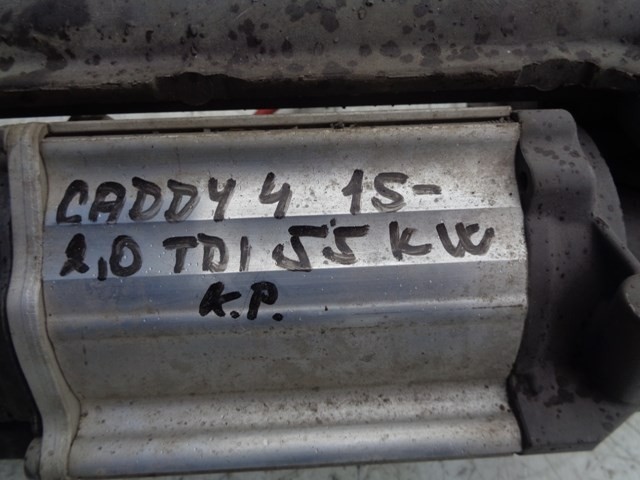 CADDY 4 15-
2,0 TDI 55 KW
K.P.